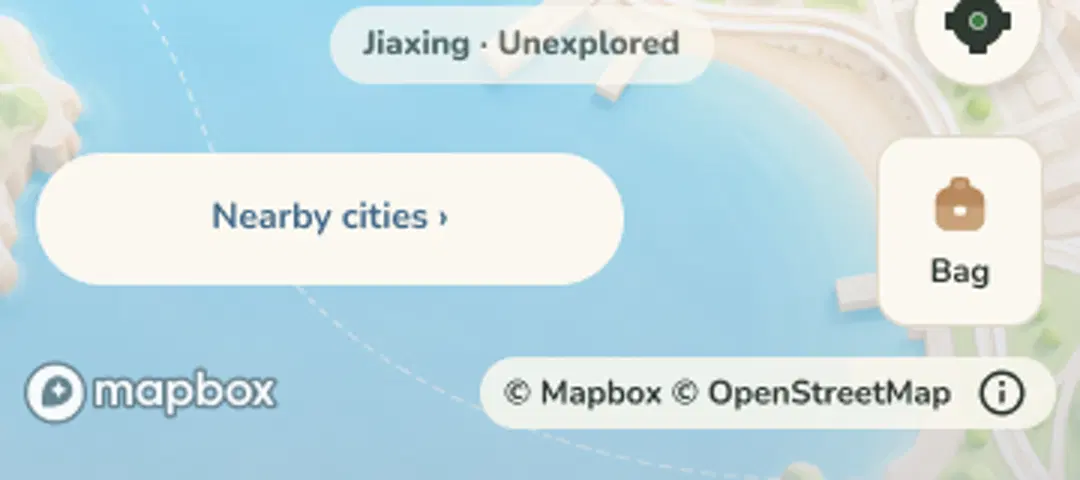 Jiaxing · Unexplored
Nearby cities ›
Bag
mapbox
© Mapbox © OpenStreetMap